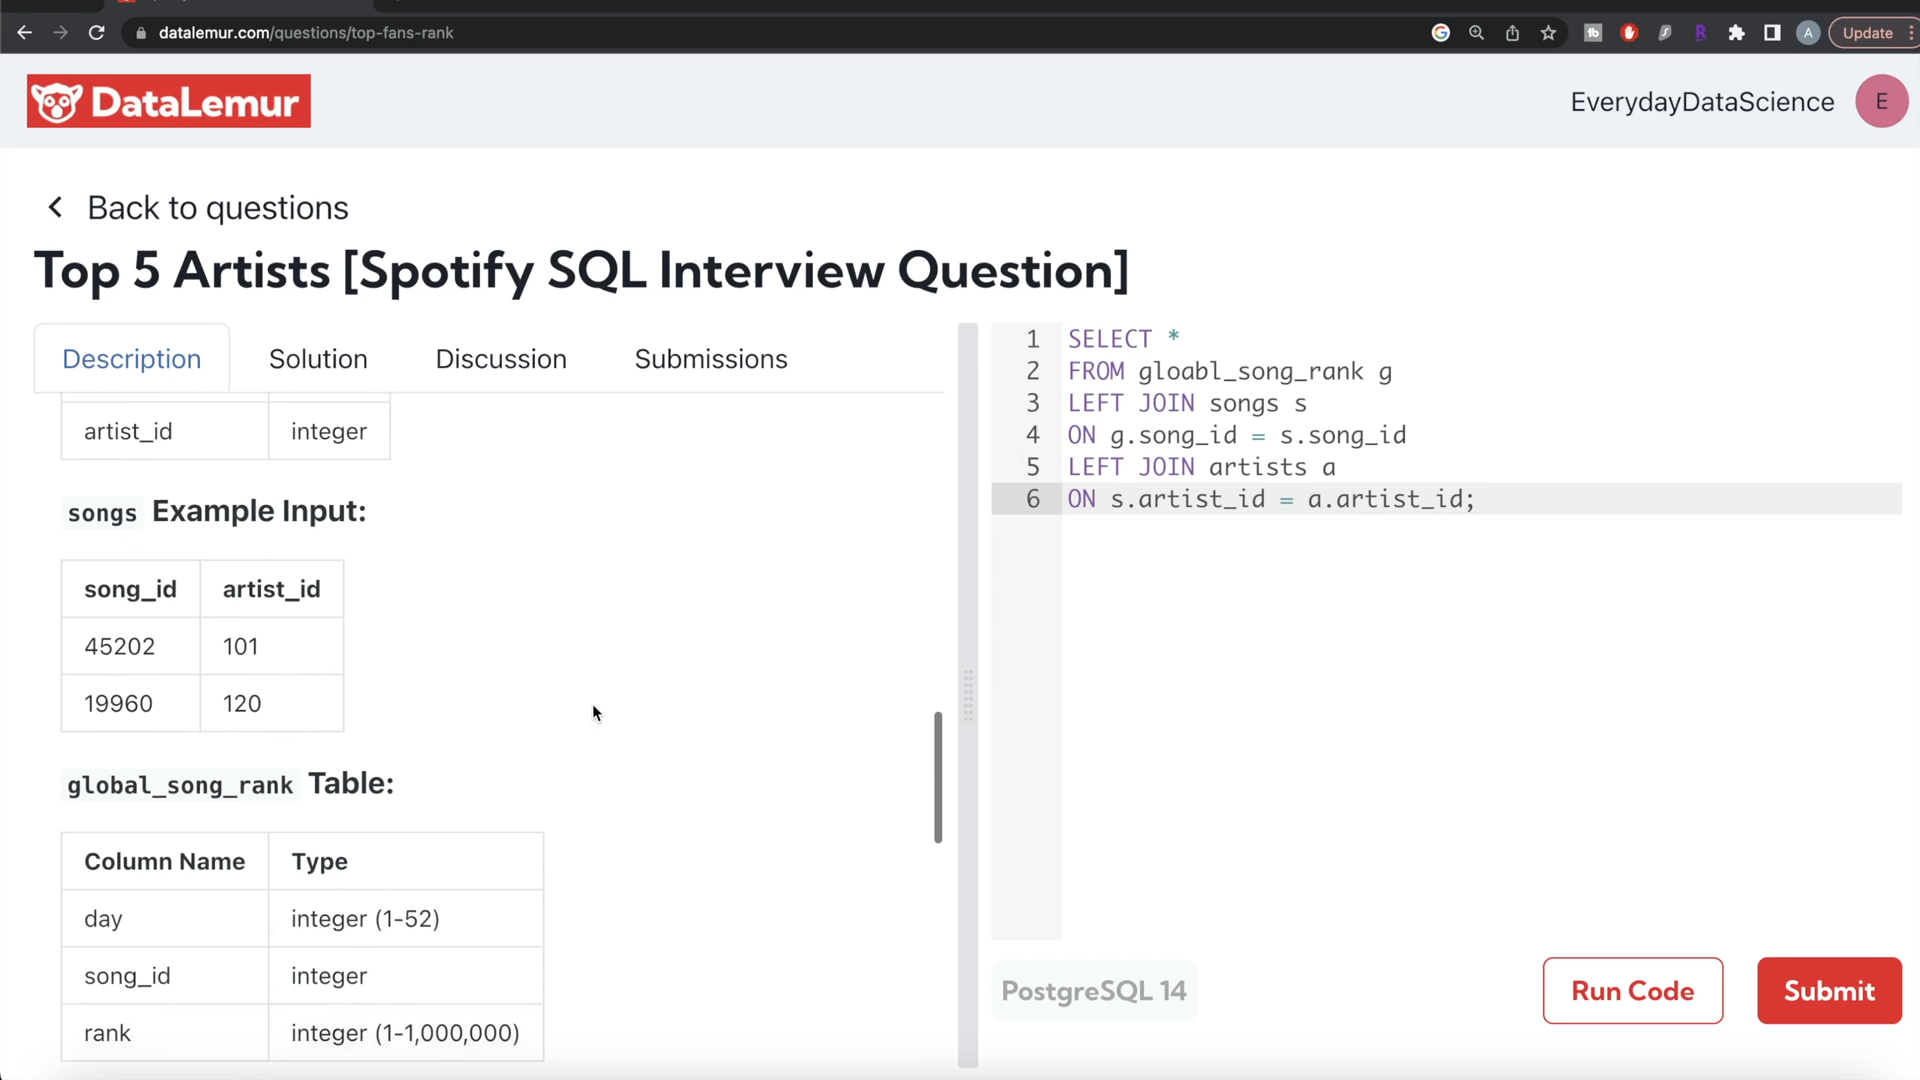 datalemur.com/questions/top-fans-rank
Update
DataLemur
EverydayDataScience
E
Back to questions
Top 5 Artists [Spotify SQL Interview Question]
Description Solution Discussion Submissions
artist_id integer
songs Example Input:
song_id artist_id
45202 101
19960 120
global_song_rank Table:
Column Name Type
day integer (1-52)
song_id integer
rank integer (1-1,000,000)
1 SELECT *
2 FROM gloabl_song_rank g
3 LEFT JOIN songs s
4 ON g.song_id = s.song_id
5 LEFT JOIN artists a
6 ON s.artist_id = a.artist_id;
PostgreSQL 14
Run Code
Submit